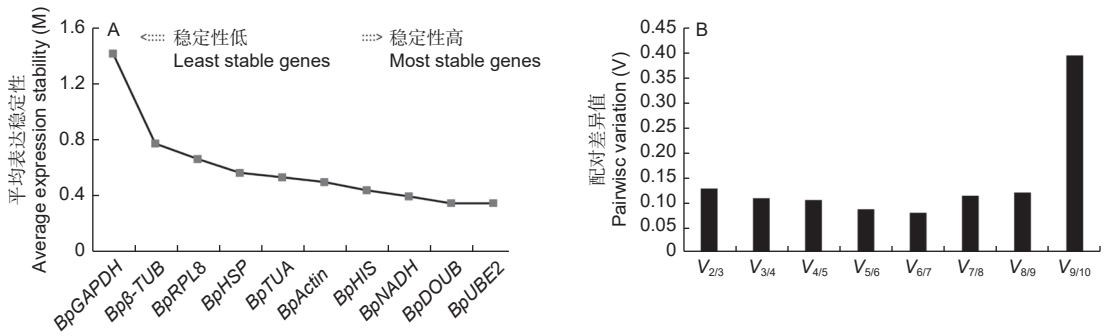 A
<┉ 稳定性低
Least stable genes
┉> 稳定性高
Most stable genes
平均表达稳定性
Average expression stability (M)
1.6
1.2
0.8
0.4
0
BpGAPDH
Bpβ-TUB
BpRPL8
BpHSP
BpTUA
BpActin
BpHIS
BpNADH
BpDOUB
BpUBE2
B
配对差异值
Pairwisc variation (V)
0.45
0.40
0.35
0.30
0.25
0.20
0.15
0.10
0.05
0
V2/3
V3/4
V4/5
V5/6
V6/7
V7/8
V8/9
V9/10